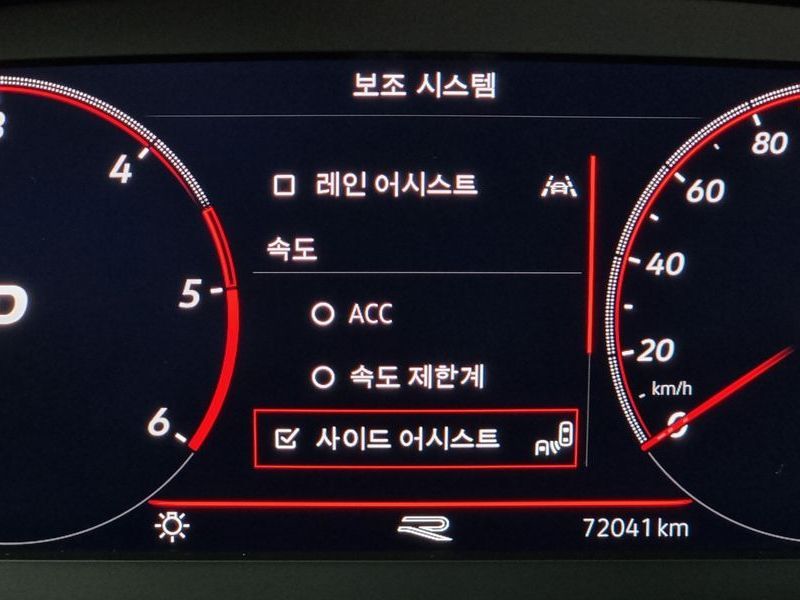 보조 시스템
레인 어시스트
속도
ACC
속도 제한계
사이드 어시스트
4
5
6
80
60
40
20
km/h
0
72041 km